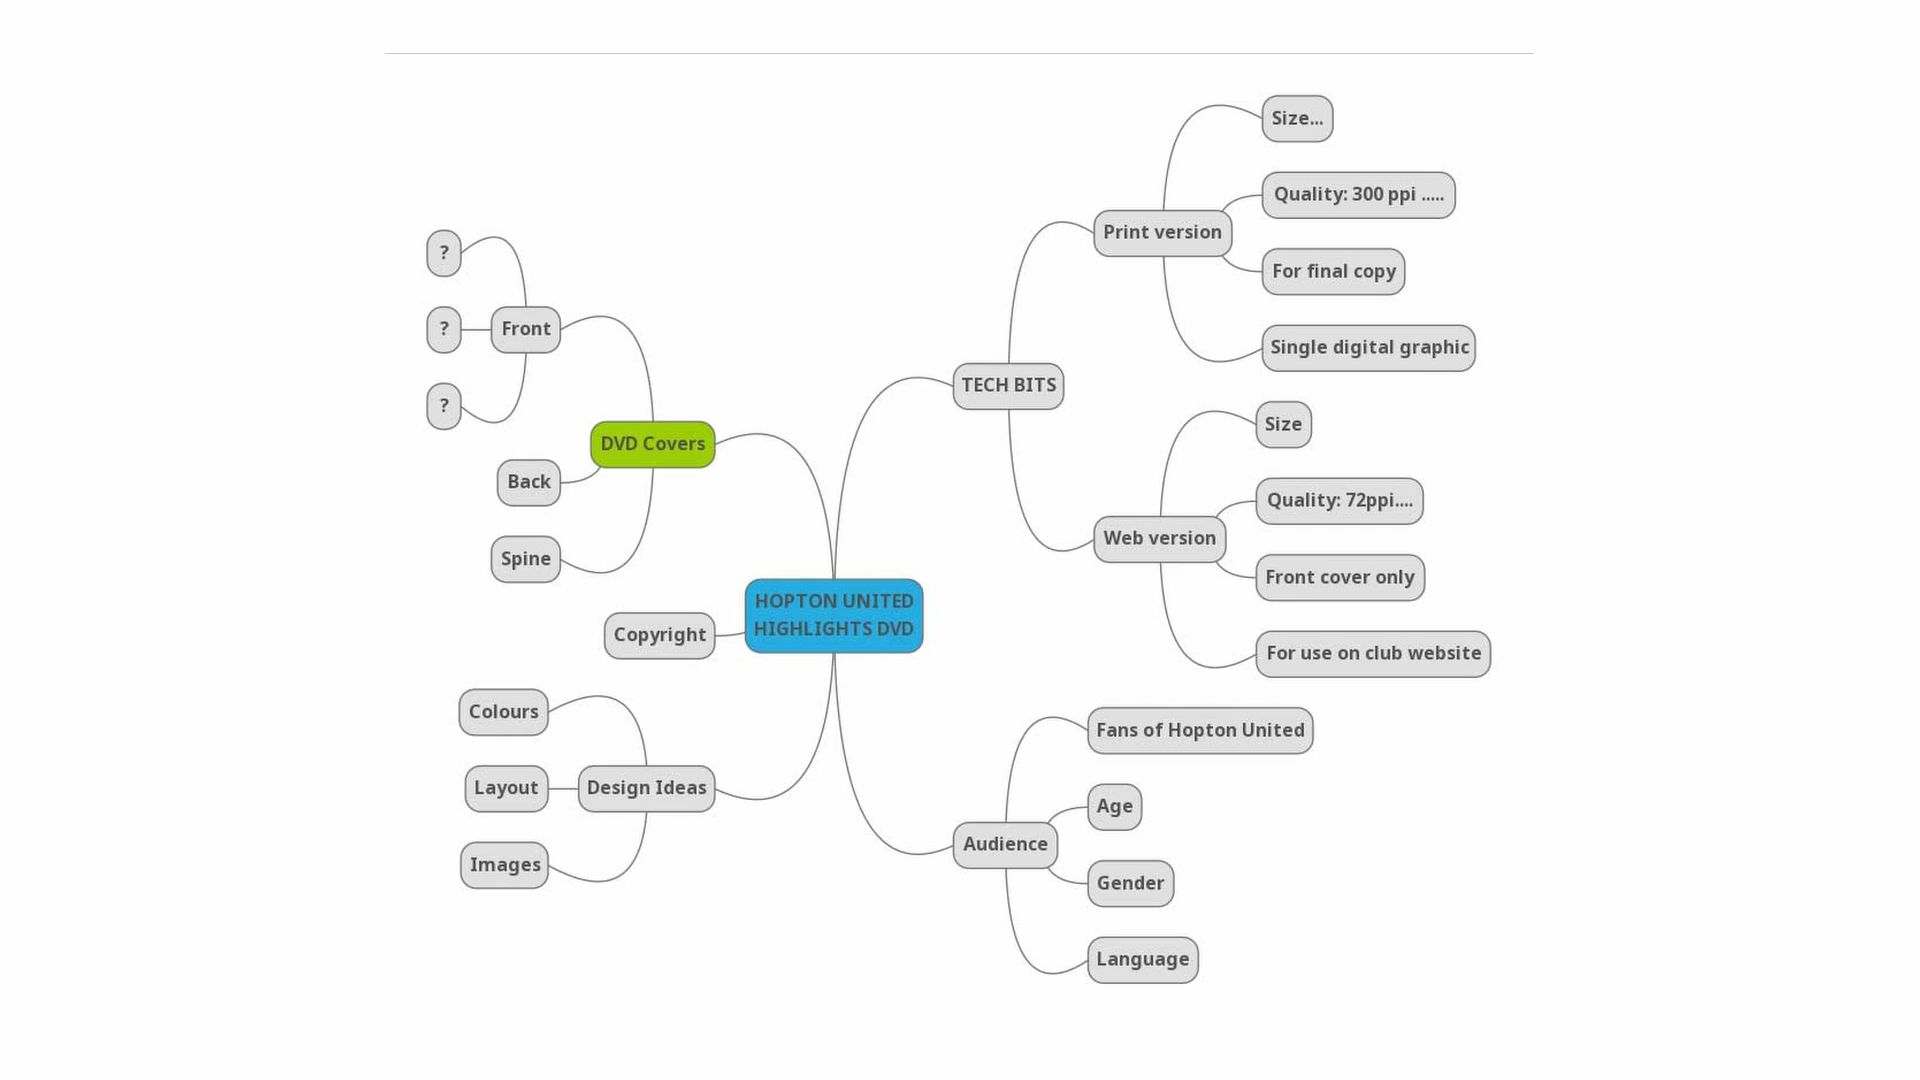 HOPTON UNITED
HIGHLIGHTS DVD
TECH BITS
Print version
Size...
Quality: 300 ppi .....
For final copy
Single digital graphic
Web version
Size
Quality: 72ppi....
Front cover only
For use on club website
Audience
Fans of Hopton United
Age
Gender
Language
DVD Covers
Front
?
?
?
Back
Spine
Copyright
Design Ideas
Colours
Layout
Images